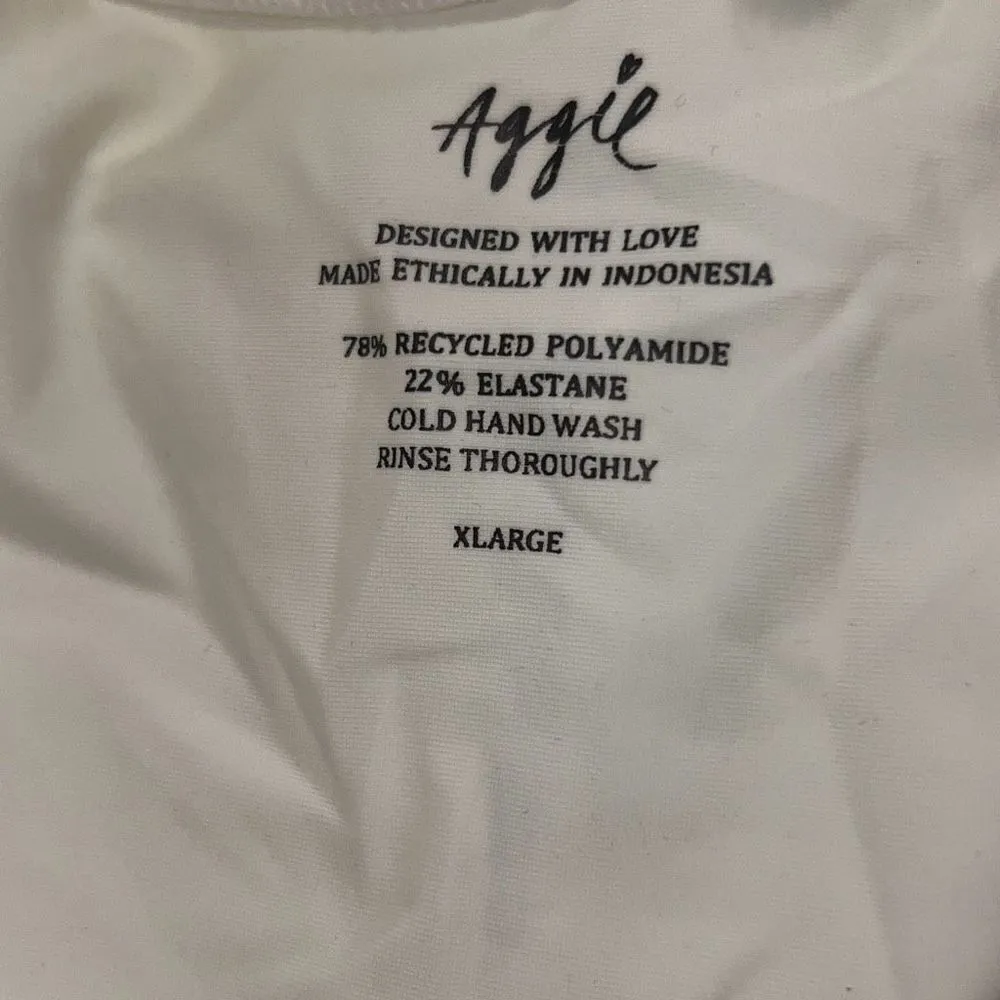 Aggie
DESIGNED WITH LOVE
MADE ETHICALLY IN INDONESIA
78% RECYCLED POLYAMIDE
22% ELASTANE
COLD HAND WASH
RINSE THOROUGHLY
XLARGE